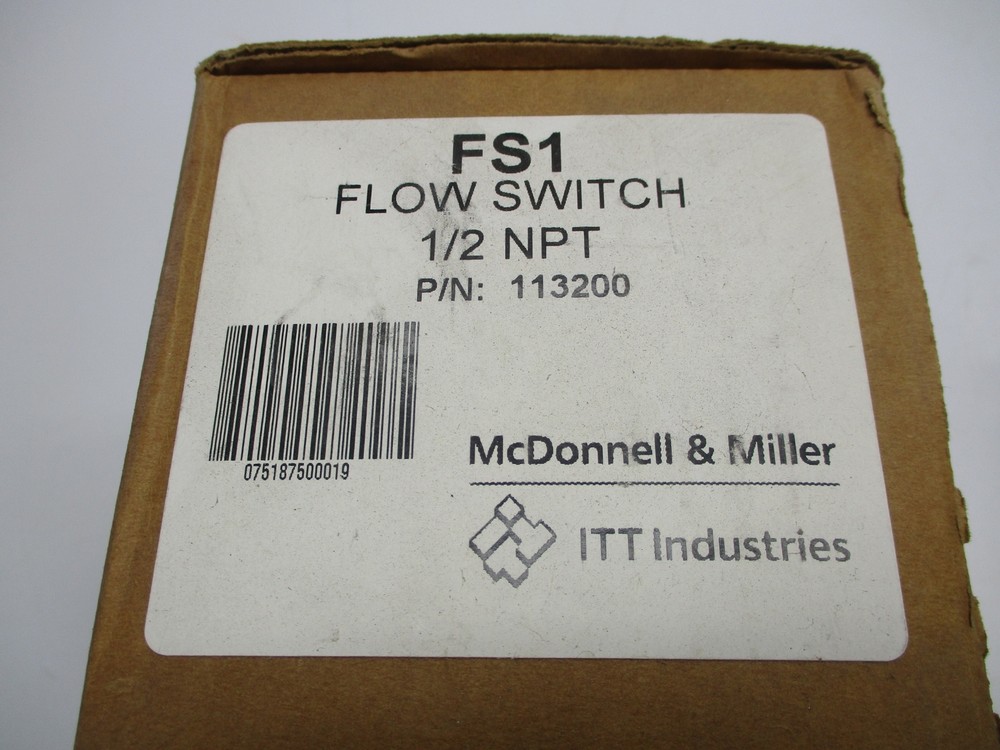 FS1
FLOW SWITCH
1/2 NPT
P/N: 113200
075187500019
McDonnell & Miller
ITT Industries